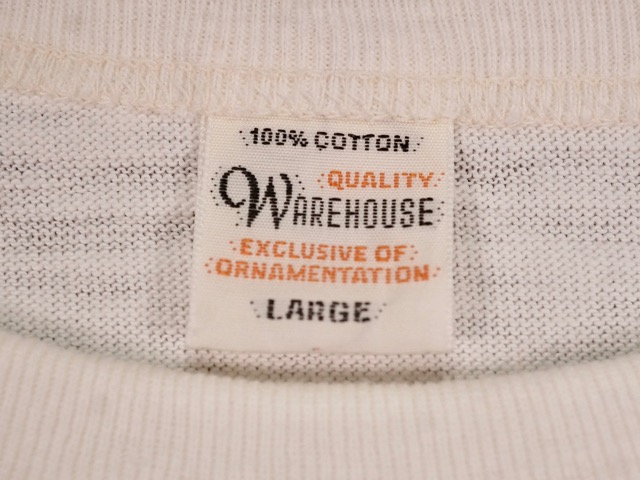 100% COTTON
QUALITY
WAREHOUSE
EXCLUSIVE OF
ORNAMENTATION
LARGE